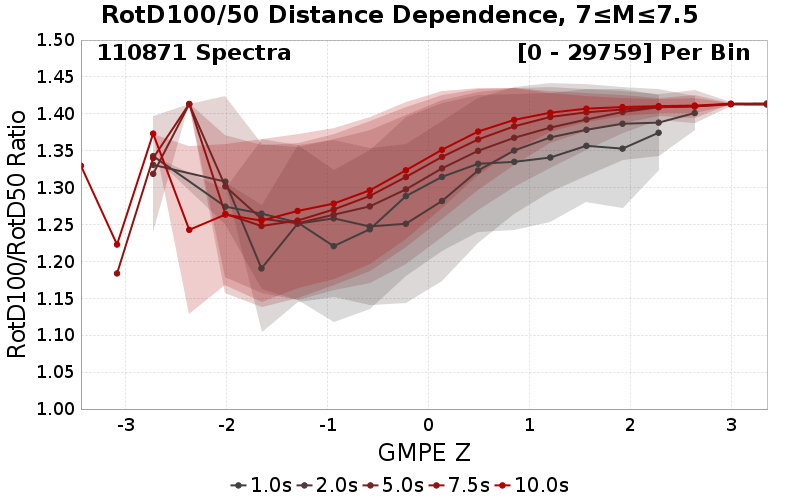 RotD100/50 Distance Dependence, 7≤M≤7.5
110871 Spectra
[0 - 29759] Per Bin
RotD100/RotD50 Ratio
1.50
1.45
1.40
1.35
1.30
1.25
1.20
1.15
1.10
1.05
1.00
-3 -2 -1 0 1 2 3
GMPE Z
1.0s 2.0s 5.0s 7.5s 10.0s